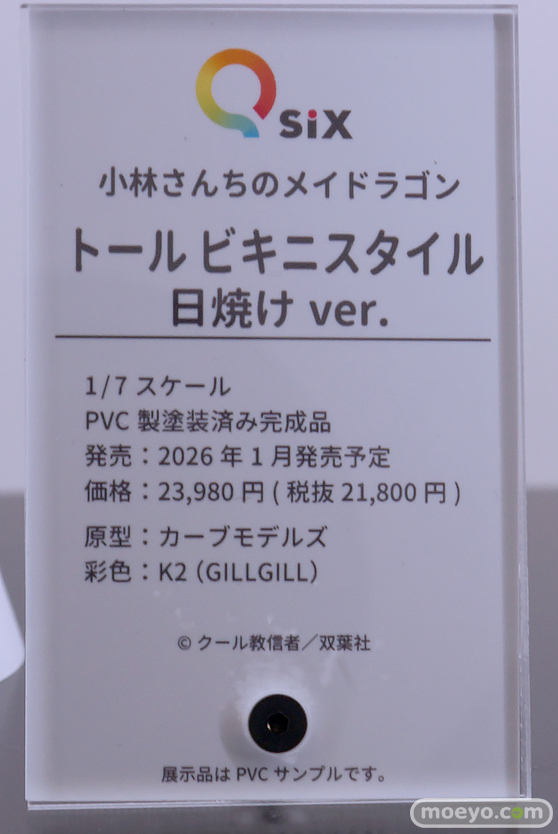 SiX
小林さんちのメイドラゴン
トール ビキニスタイル
日焼け ver.
1/7 スケール
PVC 製塗装済み完成品
発売：2026 年 1 月発売予定
価格：23,980 円 ( 税抜 21,800 円 )
原型：カーブモデルズ
彩色：K2（GILLGILL）
© クール教信者／双葉社
展示品は PVC サンプルです。
moeyo.com